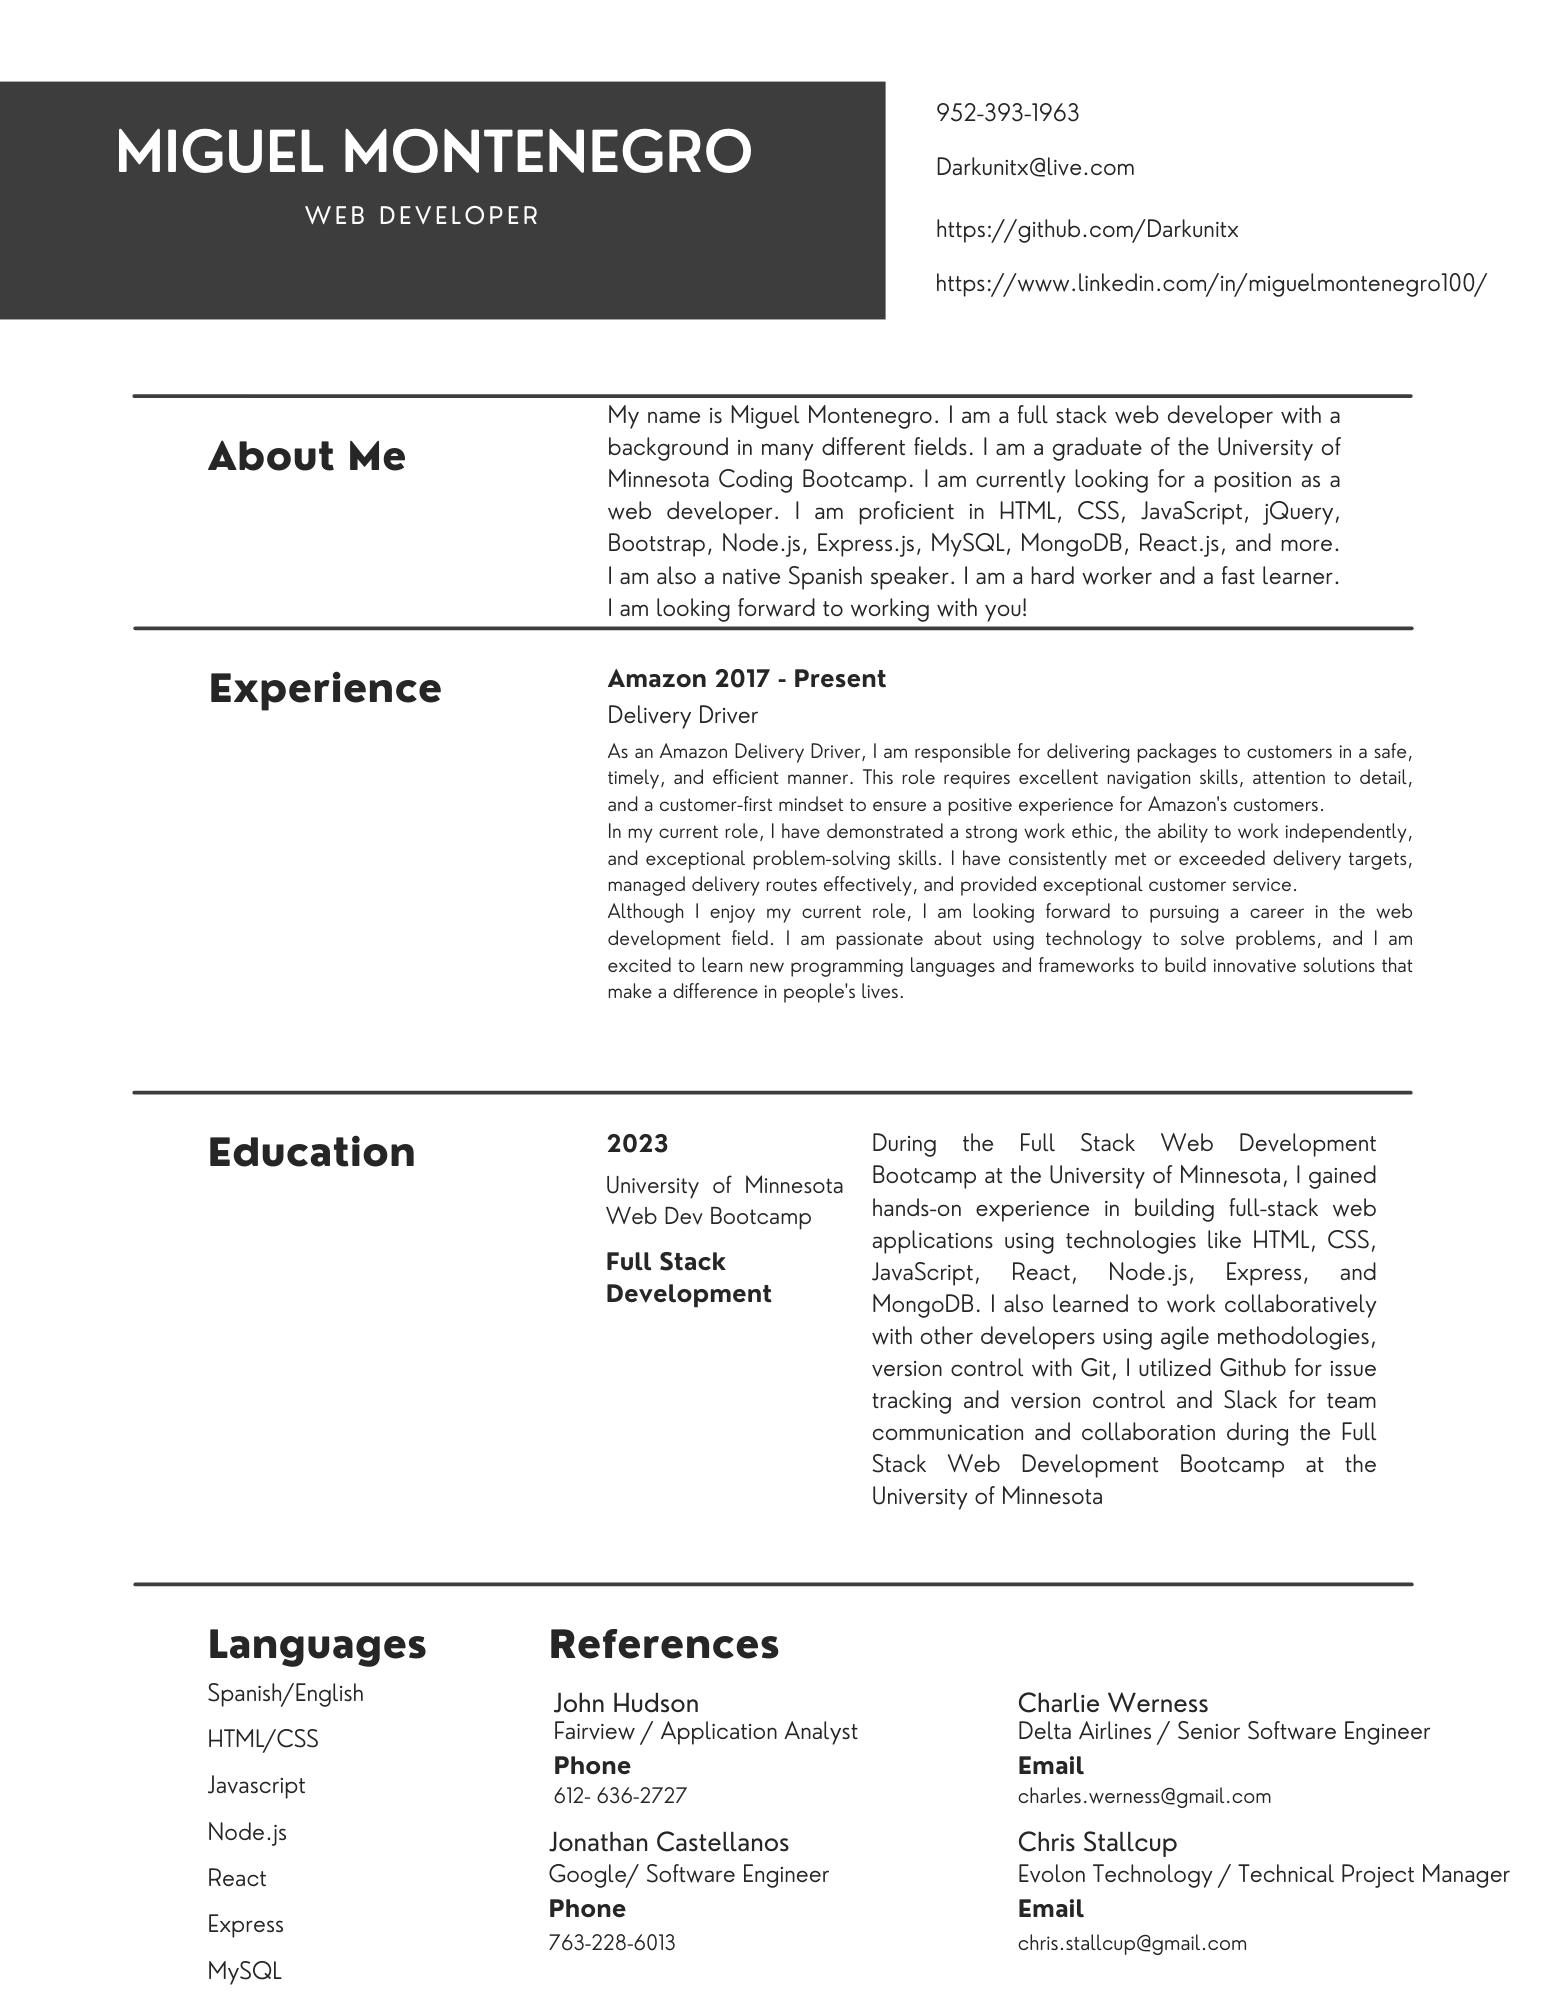 MIGUEL MONTENEGRO
WEB DEVELOPER
952-393-1963
Darkunitx@live.com
https://github.com/Darkunitx
https://www.linkedin.com/in/miguelmontenegro100/
About Me
My name is Miguel Montenegro. I am a full stack web developer with a
background in many different fields. I am a graduate of the University of
Minnesota Coding Bootcamp. I am currently looking for a position as a
web developer. I am proficient in HTML, CSS, JavaScript, jQuery,
Bootstrap, Node.js, Express.js, MySQL, MongoDB, React.js, and more.
I am also a native Spanish speaker. I am a hard worker and a fast learner.
I am looking forward to working with you!
Experience
Amazon 2017 - Present
Delivery Driver
As an Amazon Delivery Driver, I am responsible for delivering packages to customers in a safe,
timely, and efficient manner. This role requires excellent navigation skills, attention to detail,
and a customer-first mindset to ensure a positive experience for Amazon's customers.
In my current role, I have demonstrated a strong work ethic, the ability to work independently,
and exceptional problem-solving skills. I have consistently met or exceeded delivery targets,
managed delivery routes effectively, and provided exceptional customer service.
Although I enjoy my current role, I am looking forward to pursuing a career in the web
development field. I am passionate about using technology to solve problems, and I am
excited to learn new programming languages and frameworks to build innovative solutions that
make a difference in people's lives.
Education
2023
University of Minnesota
Web Dev Bootcamp
Full Stack
Development
During the Full Stack Web Development
Bootcamp at the University of Minnesota, I gained
hands-on experience in building full-stack web
applications using technologies like HTML, CSS,
JavaScript, React, Node.js, Express, and
MongoDB. I also learned to work collaboratively
with other developers using agile methodologies,
version control with Git, I utilized Github for issue
tracking and version control and Slack for team
communication and collaboration during the Full
Stack Web Development Bootcamp at the
University of Minnesota
Languages
Spanish/English
HTML/CSS
Javascript
Node.js
React
Express
MySQL
References
John Hudson
Fairview / Application Analyst
Phone
612- 636-2727
Jonathan Castellanos
Google/ Software Engineer
Phone
763-228-6013
Charlie Werness
Delta Airlines / Senior Software Engineer
Email
charles.werness@gmail.com
Chris Stallcup
Evolon Technology / Technical Project Manager
Email
chris.stallcup@gmail.com